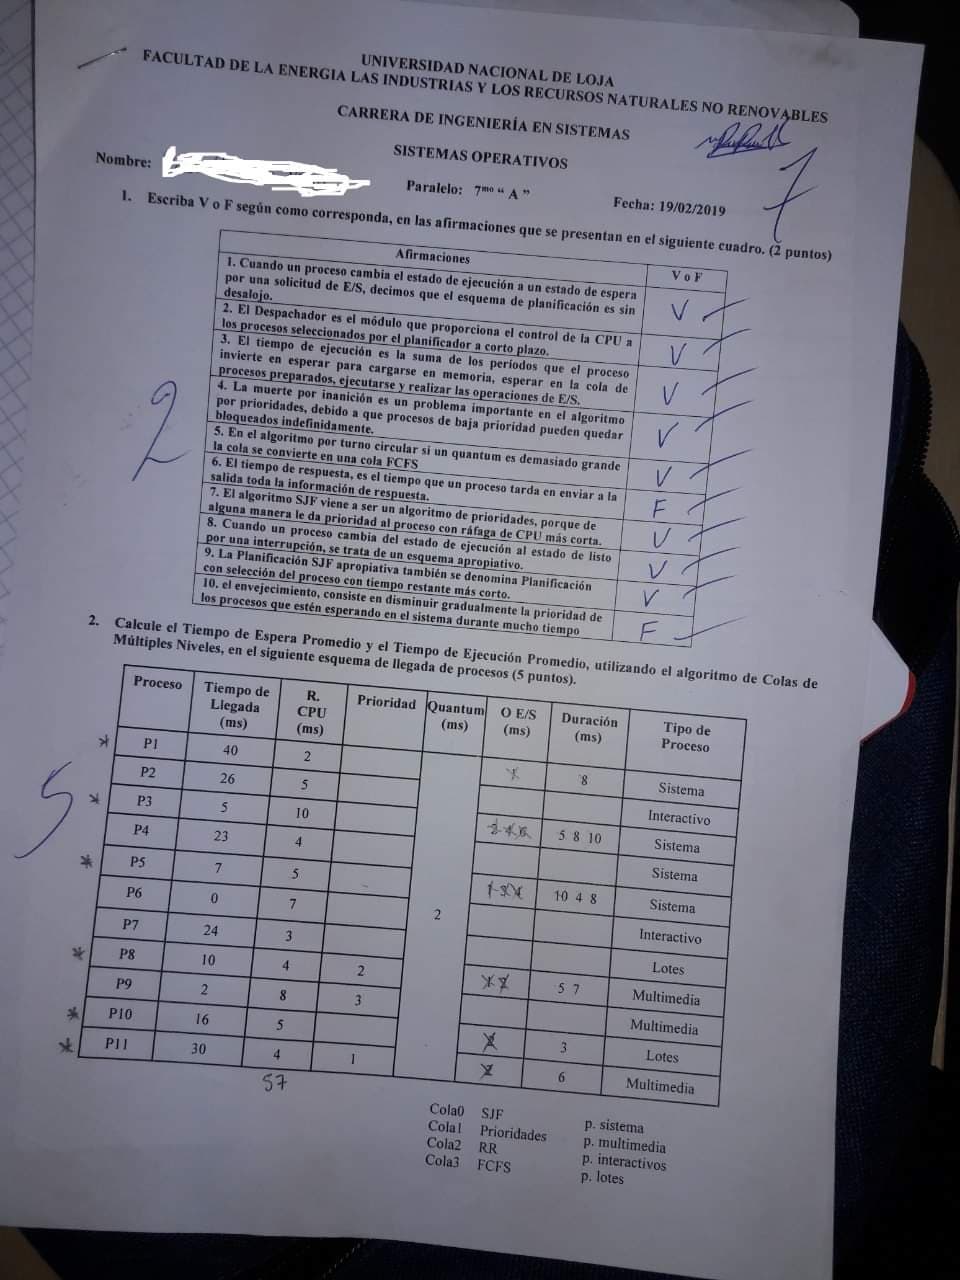 UNIVERSIDAD NACIONAL DE LOJA
FACULTAD DE LA ENERGIA LAS INDUSTRIAS Y LOS RECURSOS NATURALES NO RENOVABLES
CARRERA DE INGENIERÍA EN SISTEMAS
SISTEMAS OPERATIVOS
7
Nombre:
Paralelo: 7mo “ A ”
Fecha: 19/02/2019
1. Escriba V o F según como corresponda, en las afirmaciones que se presentan en el siguiente cuadro. (2 puntos)
Afirmaciones V o F
1. Cuando un proceso cambia el estado de ejecución a un estado de espera
por una solicitud de E/S, decimos que el esquema de planificación es sin
desalojo. V
2. El Despachador es el módulo que proporciona el control de la CPU a
los procesos seleccionados por el planificador a corto plazo. V
3. El tiempo de ejecución es la suma de los periodos que el proceso
invierte en esperar para cargarse en memoria, esperar en la cola de
procesos preparados, ejecutarse y realizar las operaciones de E/S. V
4. La muerte por inanición es un problema importante en el algoritmo
por prioridades, debido a que procesos de baja prioridad pueden quedar
bloqueados indefinidamente. V
2
5. En el algoritmo por turno circular si un quantum es demasiado grande
la cola se convierte en una cola FCFS V
6. El tiempo de respuesta, es el tiempo que un proceso tarda en enviar a la
salida toda la información de respuesta. F
7. El algoritmo SJF viene a ser un algoritmo de prioridades, porque de
alguna manera le da prioridad al proceso con ráfaga de CPU más corta. V
8. Cuando un proceso cambia del estado de ejecución al estado de listo
por una interrupción, se trata de un esquema apropiativo. V
9. La Planificación SJF apropiativa también se denomina Planificación
con selección del proceso con tiempo restante más corto. V
10. el envejecimiento, consiste en disminuir gradualmente la prioridad de
los procesos que estén esperando en el sistema durante mucho tiempo F
2. Calcule el Tiempo de Espera Promedio y el Tiempo de Ejecución Promedio, utilizando el algoritmo de Colas de
Múltiples Niveles, en el siguiente esquema de llegada de procesos (5 puntos).
Proceso Tiempo de Llegada (ms) R. CPU (ms) Prioridad Quantum (ms) O E/S (ms) Duración (ms) Tipo de Proceso
P1 40 2 8 Sistema
P2 26 5 Interactivo
P3 5 10 5 8 10 Sistema
P4 23 4 Sistema
5
P5 7 5 10 4 8 Sistema
P6 0 7 2 Interactivo
P7 24 3 Lotes
P8 10 4 2 5 7 Multimedia
P9 2 8 3 Multimedia
P10 16 5 3 Lotes
P11 30 4 1 6 Multimedia
57
Cola0 SJF p. sistema
Cola1 Prioridades p. multimedia
Cola2 RR p. interactivos
Cola3 FCFS p. lotes